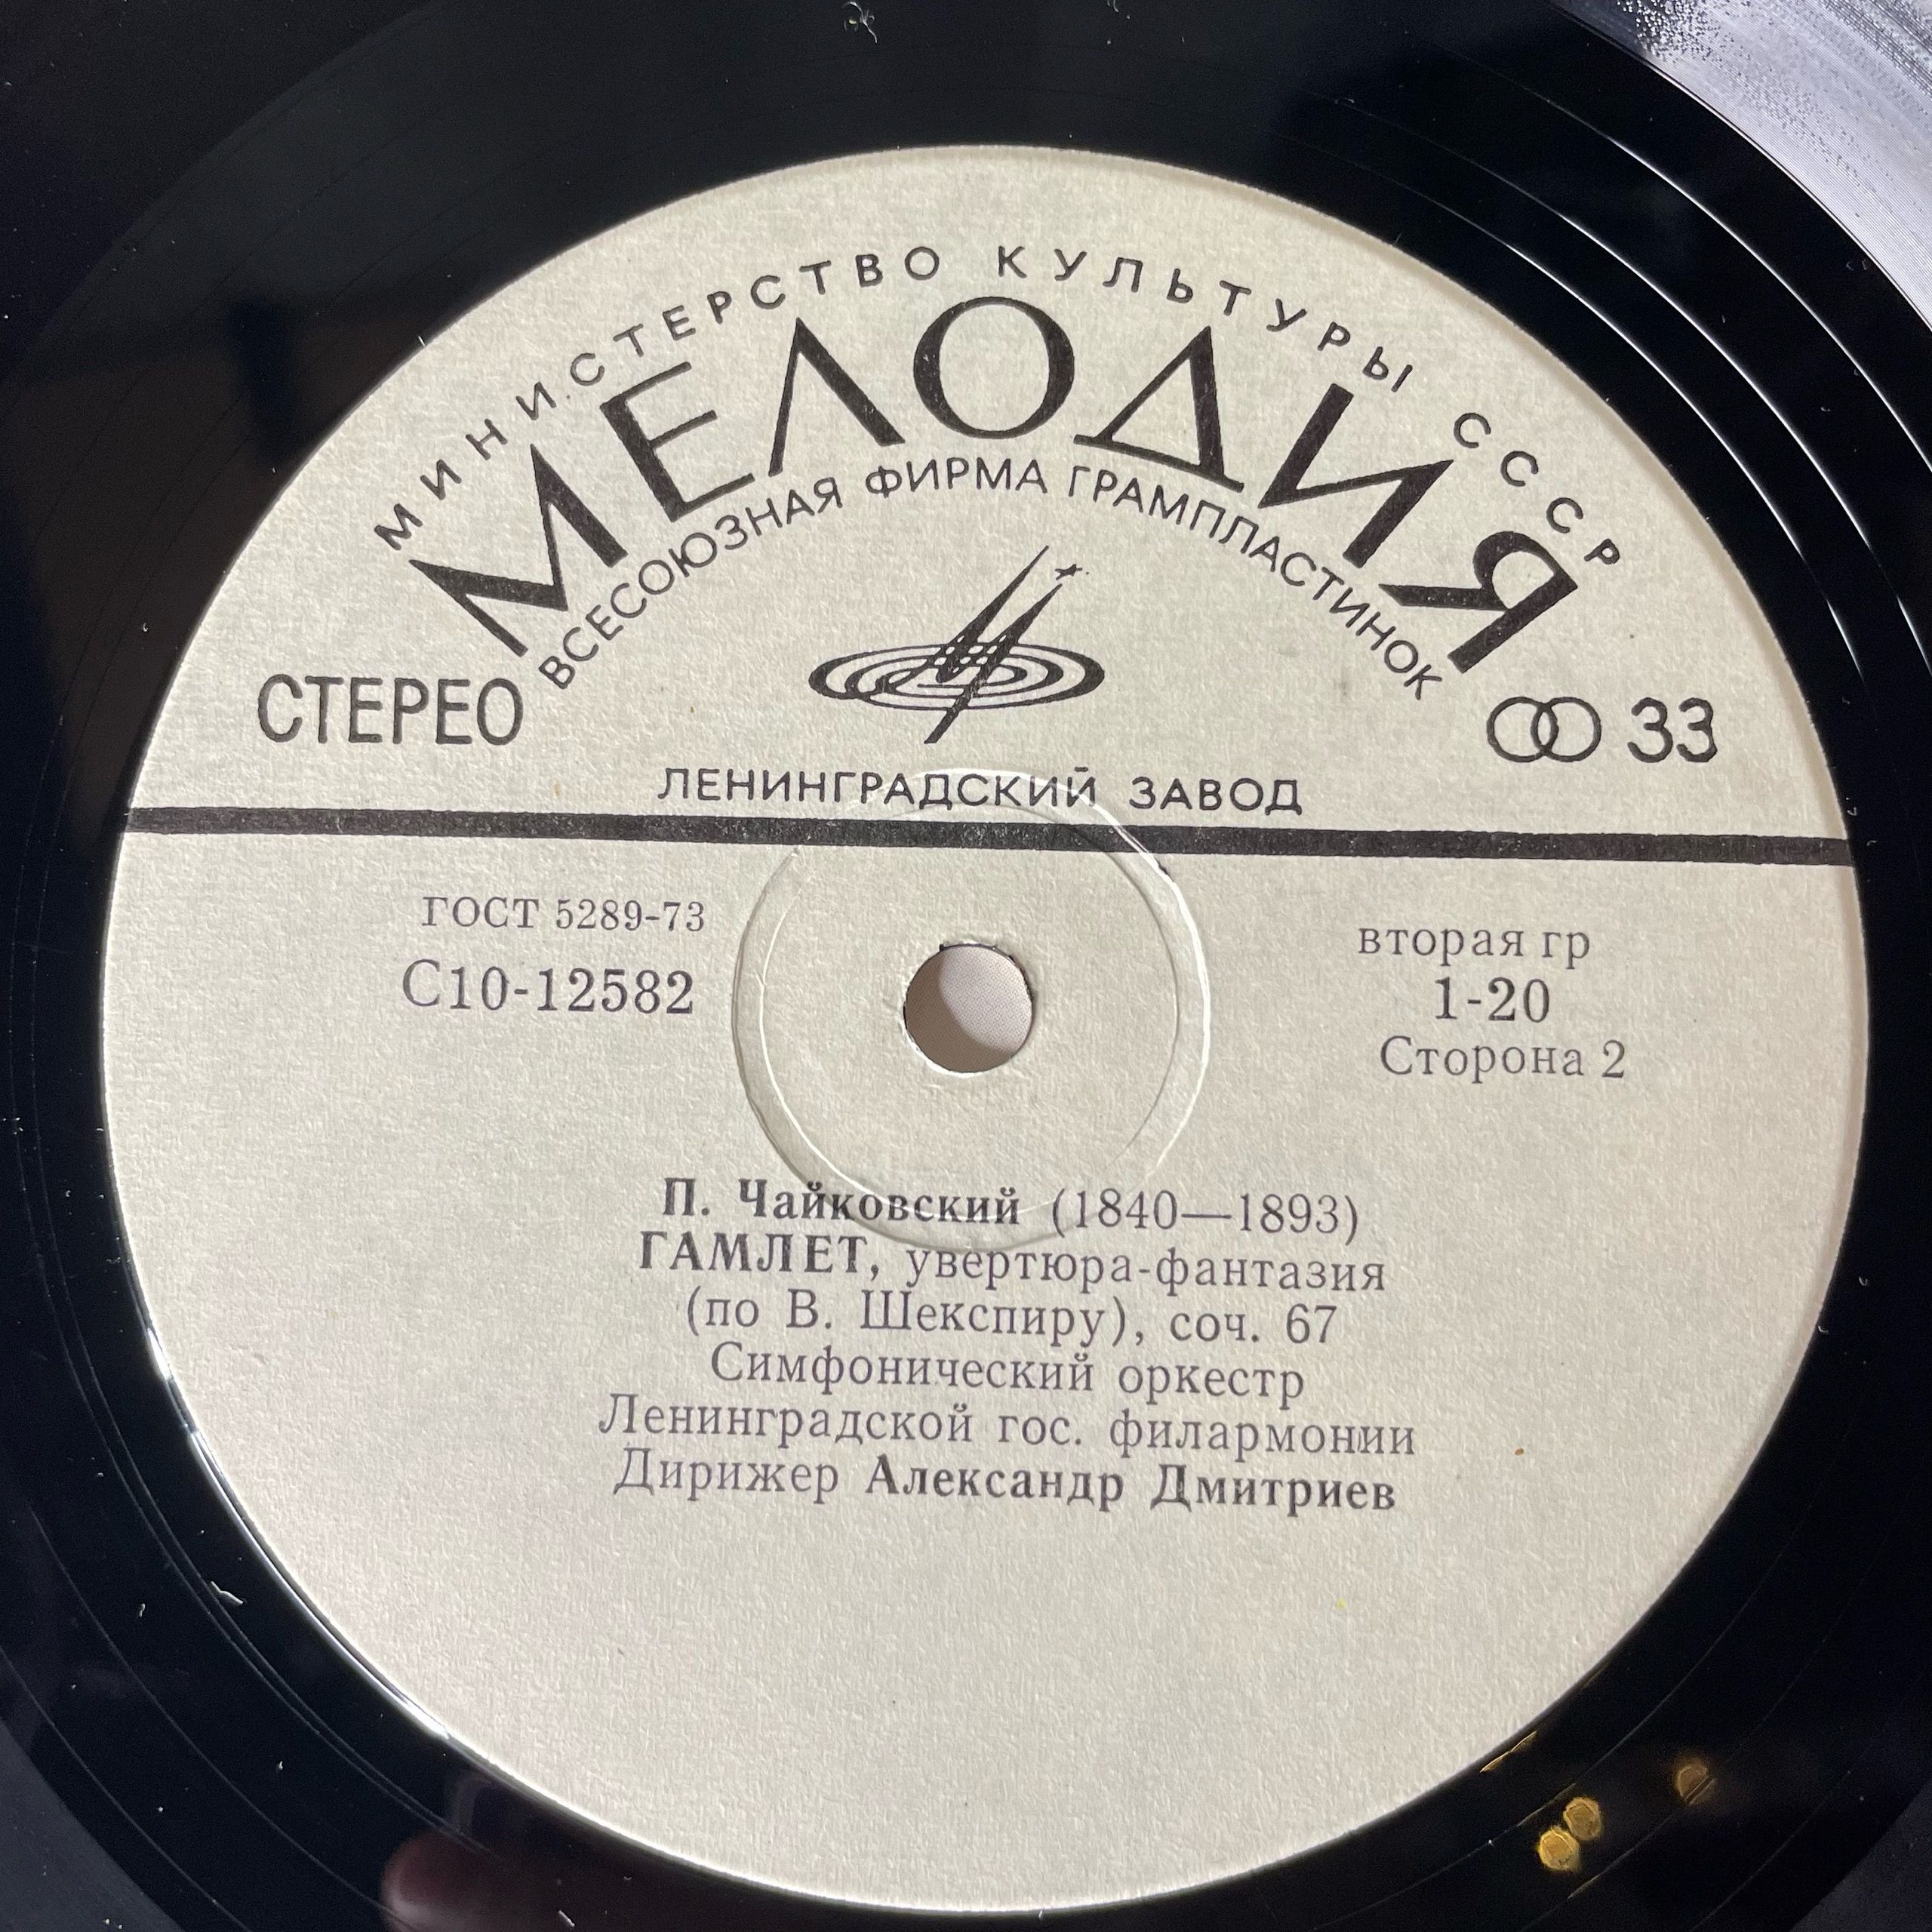 МИНИСТЕРСТВО КУЛЬТУРЫ СССР
МЕЛОДИЯ
ВСЕСОЮЗНАЯ ФИРМА ГРАМПЛАСТИНОК
СТЕРЕО
33
ЛЕНИНГРАДСКИЙ ЗАВОД
ГОСТ 5289-73
С10-12582
вторая гр
1-20
Сторона 2
П. Чайковский (1840—1893)
ГАМЛЕТ, увертюра-фантазия
(по В. Шекспиру), соч. 67
Симфонический оркестр
Ленинградской гос. филармонии
Дирижер Александр Дмитриев